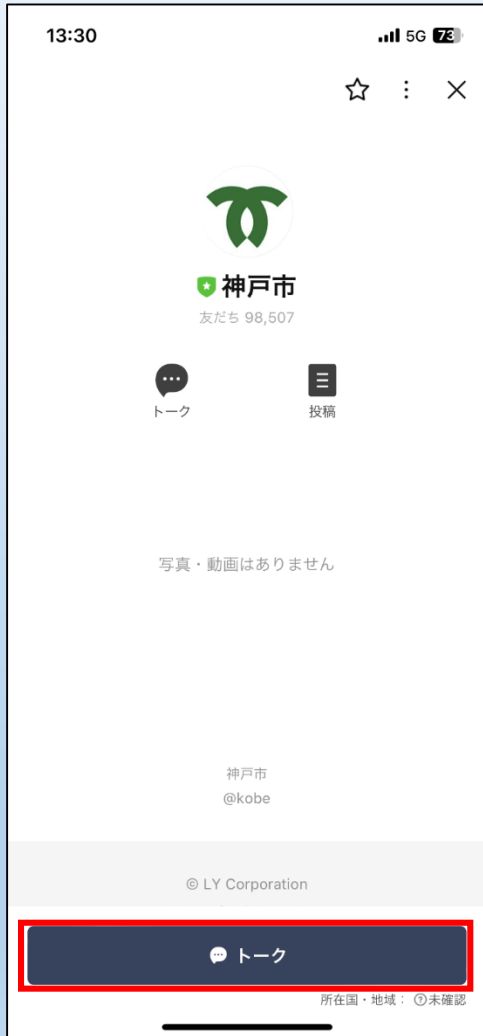 13:30 5G 73
神戸市
友だち 98,507
トーク 投稿
写真・動画はありません
神戸市
@kobe
© LY Corporation
トーク
所在国・地域： ?未確認